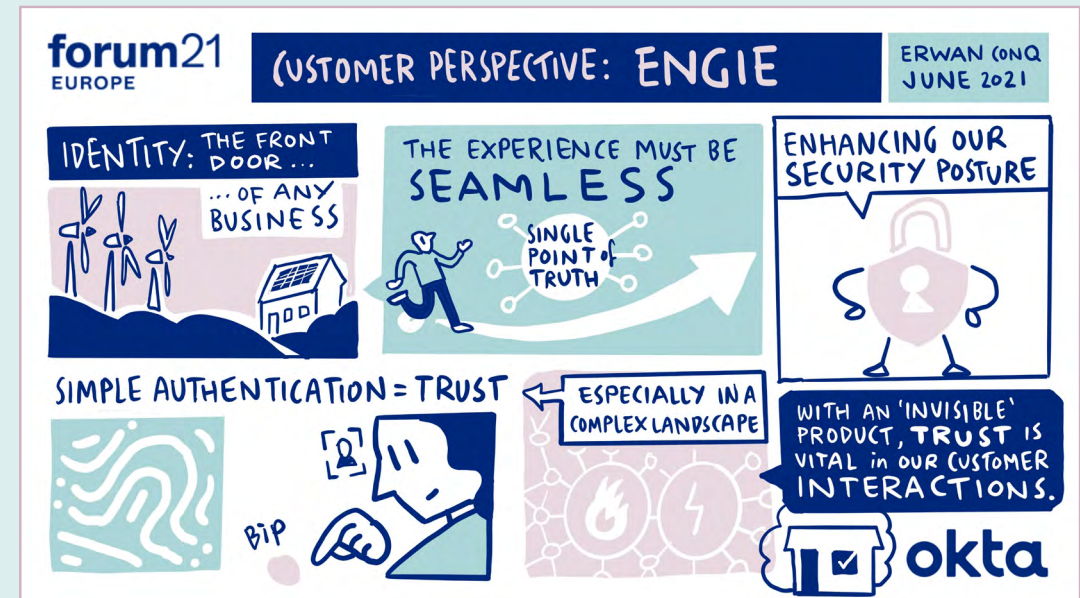 forum21
EUROPE
CUSTOMER PERSPECTIVE: ENGIE
ERWAN CONQ
JUNE 2021
IDENTITY: THE FRONT
DOOR...
...OF ANY
BUSINESS
THE EXPERIENCE MUST BE
SEAMLESS
SINGLE
POINT of
TRUTH
ENHANCING OUR
SECURITY POSTURE
SIMPLE AUTHENTICATION = TRUST
ESPECIALLY IN A
COMPLEX LANDSCAPE
BIP
WITH AN 'INVISIBLE'
PRODUCT, TRUST IS
VITAL in OUR CUSTOMER
INTERACTIONS.
okta